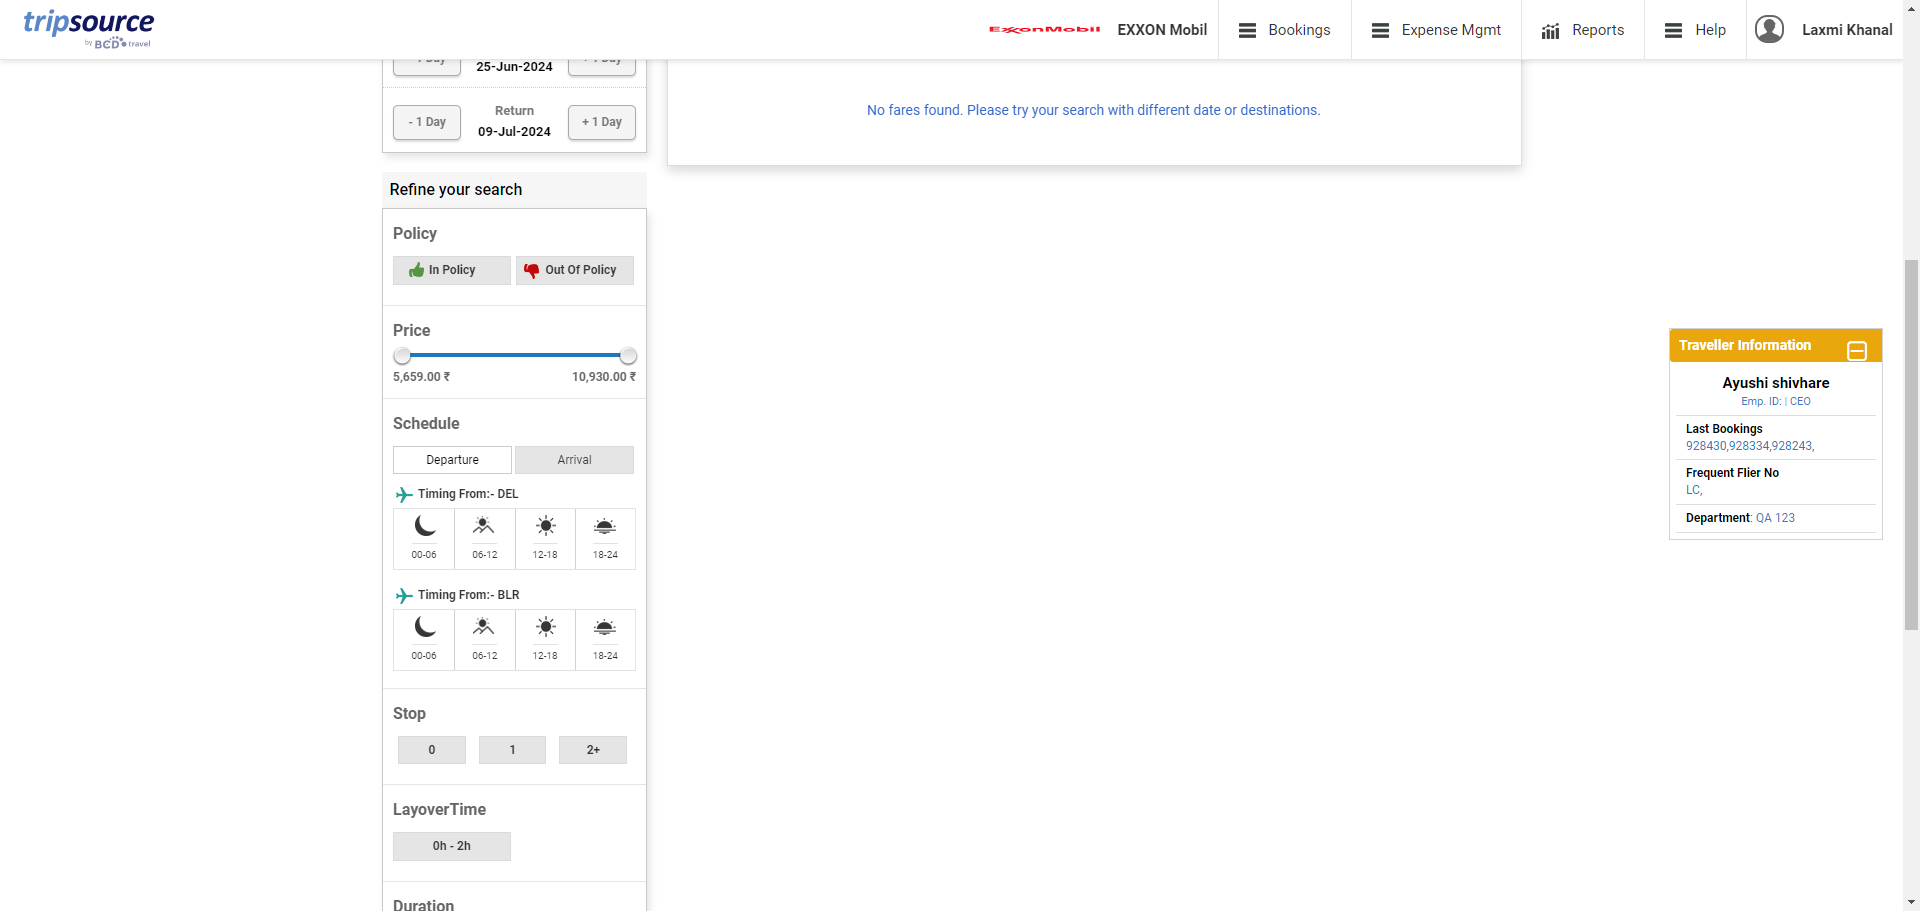 tripsource
by BCD travel
ExxonMobil
EXXON Mobil
Bookings
Expense Mgmt
Reports
Help
Laxmi Khanal
- 1 Day
25-Jun-2024
+ 1 Day
- 1 Day
Return
09-Jul-2024
+ 1 Day
No fares found. Please try your search with different date or destinations.
Refine your search
Policy
In Policy
Out Of Policy
Price
5,659.00 ₹
10,930.00 ₹
Schedule
Departure
Arrival
Timing From:- DEL
00-06
06-12
12-18
18-24
Timing From:- BLR
00-06
06-12
12-18
18-24
Stop
0
1
2+
LayoverTime
0h - 2h
Duration
Traveller Information
Ayushi shivhare
Emp. ID: | CEO
Last Bookings
928430,928334,928243,
Frequent Flier No
LC,
Department: QA 123